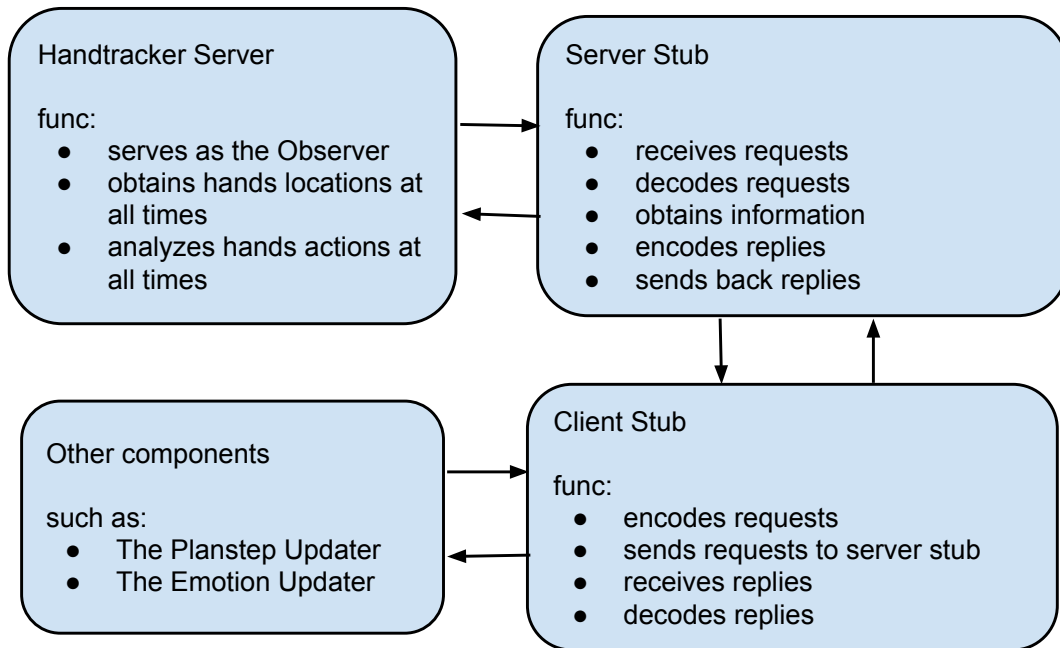 Handtracker Server
func:
● serves as the Observer
● obtains hands locations at
all times
● analyzes hands actions at
all times
Server Stub
func:
● receives requests
● decodes requests
● obtains information
● encodes replies
● sends back replies
Other components
such as:
● The Planstep Updater
● The Emotion Updater
Client Stub
func:
● encodes requests
● sends requests to server stub
● receives replies
● decodes replies